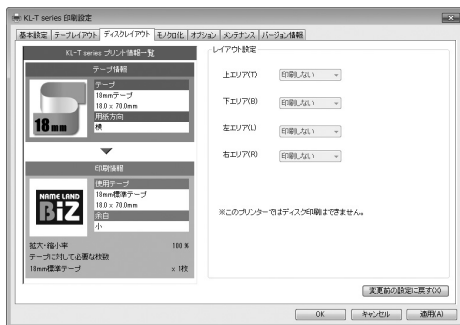 KL-T series 印刷設定
基本設定 テープレイアウト ディスクレイアウト モノクロ化 オプション メンテナンス バージョン情報
KL-T series プリント情報一覧
テープ情報
18mm
テープ
18mmテープ
18.0 x 70.0mm
用紙方向
横
印刷情報
NAME LAND
BiZ
使用テープ
18mm標準テープ
18.0 x 70.0mm
余白
小
拡大・縮小率 100 %
テープに対して必要な枚数
18mm標準テープ x 1枚
レイアウト設定
上エリア(T) 印刷しない
下エリア(B) 印刷しない
左エリア(L) 印刷しない
右エリア(R) 印刷しない
※このプリンターではディスク印刷はできません。
変更前の設定に戻す(X)
OK キャンセル 適用(A)